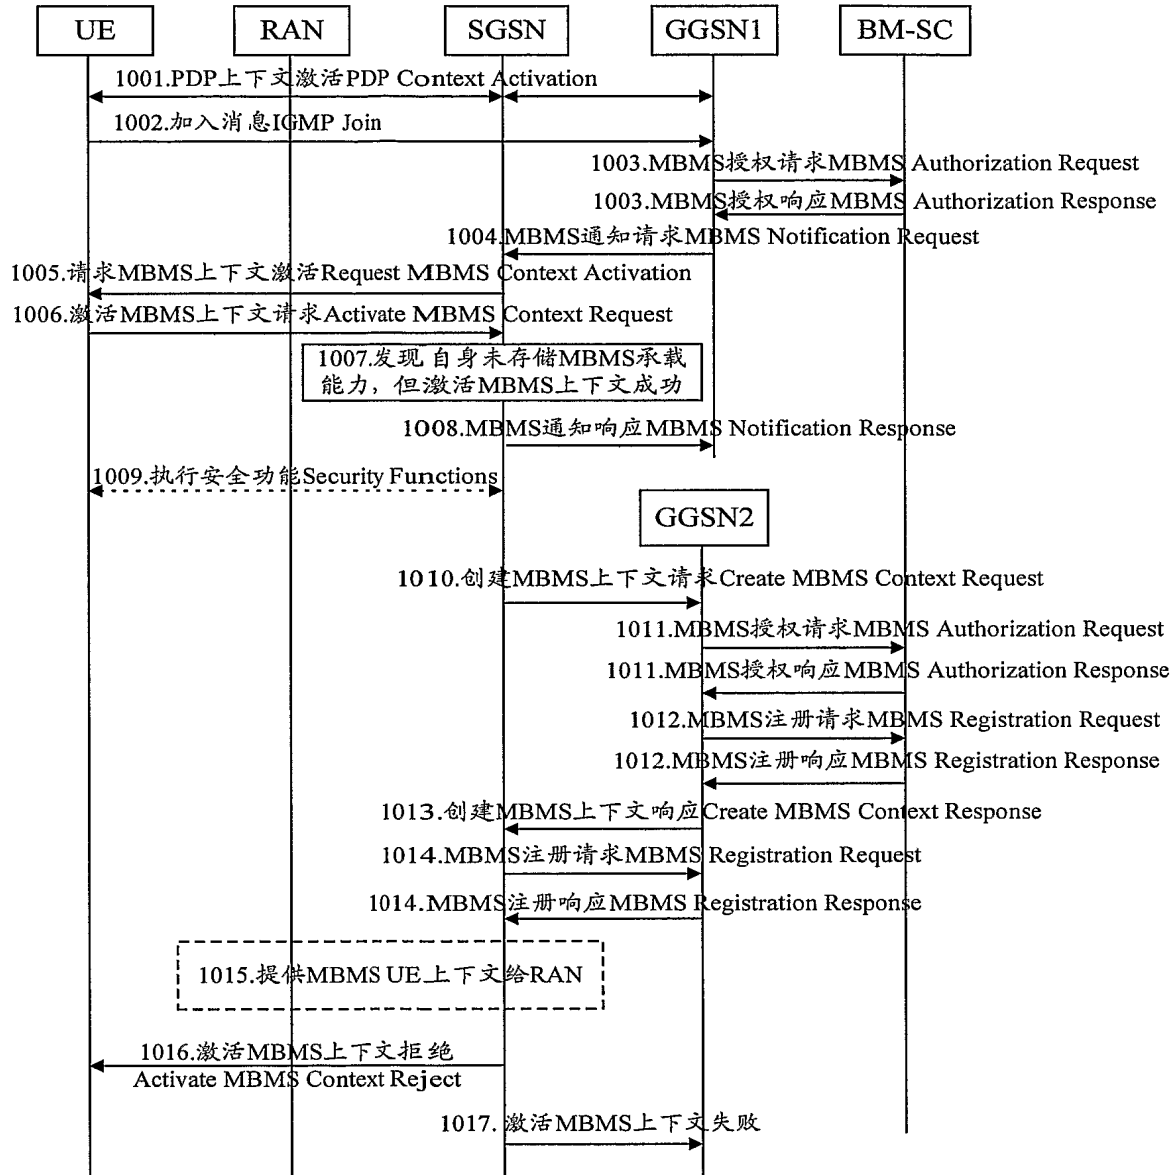 UE RAN SGSN GGSN1 BM-SC
1001.PDP上下文激活PDP Context Activation
1002.加入消息IGMP Join
1003.MBMS授权请求MBMS Authorization Request
1003.MBMS授权响应MBMS Authorization Response
1004.MBMS通知请求MBMS Notification Request
1005.请求MBMS上下文激活Request MBMS Context Activation
1006.激活MBMS上下文请求Activate MBMS Context Request
1007.发现自身未存储MBMS承载
能力，但激活MBMS上下文成功
1008.MBMS通知响应MBMS Notification Response
1009.执行安全功能Security Functions
GGSN2
1010.创建MBMS上下文请求Create MBMS Context Request
1011.MBMS授权请求MBMS Authorization Request
1011.MBMS授权响应MBMS Authorization Response
1012.MBMS注册请求MBMS Registration Request
1012.MBMS注册响应MBMS Registration Response
1013.创建MBMS上下文响应Create MBMS Context Response
1014.MBMS注册请求MBMS Registration Request
1014.MBMS注册响应MBMS Registration Response
1015.提供MBMS UE上下文给RAN
1016.激活MBMS上下文拒绝
Activate MBMS Context Reject
1017. 激活MBMS上下文失败